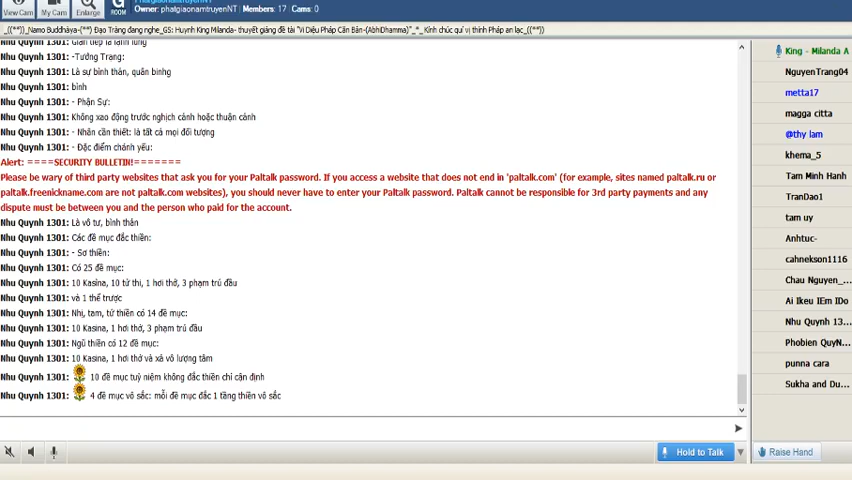 View Cam
My Cam
Enlarge
G
ROOM
Owner: phatgiaonamtruyenNT | Members: 17 | Cams: 0
_((**))_Namo Buddhàya-(**) Đạo Tràng đang nghe_GS: Huynh King Milanda- thuyết giảng đề tài "Vi Diệu Pháp Căn Bản-(AbhiDhamma)"_*_ Kính chúc quí vị thính Pháp an lạc_((**))
-Tướng Trạng:
Nhu Quynh 1301: Là sự bình thản, quân binhg
Nhu Quynh 1301: bình
Nhu Quynh 1301: - Phận Sự:
Nhu Quynh 1301: Không xao động trước nghịch cảnh hoặc thuận cảnh
Nhu Quynh 1301: - Nhân cần thiết: là tất cả mọi đối tượng
Nhu Quynh 1301: - Đặc điểm chánh yếu:
Alert: ====SECURITY BULLETIN!=======
Please be wary of third party websites that ask you for your Paltalk password. If you access a website that does not end in 'paltalk.com' (for example, sites named paltalk.ru or
paltalk.freenickname.com are not paltalk.com websites), you should never have to enter your Paltalk password. Paltalk cannot be responsible for 3rd party payments and any
dispute must be between you and the person who paid for the account.
Nhu Quynh 1301: Là vô tư, bình thản
Nhu Quynh 1301: Các đề mục đắc thiền:
Nhu Quynh 1301: - Sơ thiền:
Nhu Quynh 1301: Có 25 đề mục:
Nhu Quynh 1301: 10 Kasina, 10 tử thi, 1 hơi thở, 3 phạm trú đầu
Nhu Quynh 1301: và 1 thể trược
Nhu Quynh 1301: Nhị, tam, tứ thiền có 14 đề mục:
Nhu Quynh 1301: 10 Kasina, 1 hơi thở, 3 phạm trú đầu
Nhu Quynh 1301: Ngũ thiền có 12 đề mục:
Nhu Quynh 1301: 10 Kasina, 1 hơi thở và xả vô lượng tâm
Nhu Quynh 1301: 10 đề mục tuỳ niệm không đắc thiền chỉ cận định
Nhu Quynh 1301: 4 đề mục vô sắc: mỗi đề mục đắc 1 tầng thiền vô sắc
King - Milanda A
NguyenTrang04
metta17
magga citta
@thy lam
khema_5
Tam Minh Hanh
TranDao1
tam uy
Anhtuc-
cahnekson1116
Chau Nguyen_...
Ai Ikeu IEm IDo
Nhu Quynh 13...
Phobien QuyN...
punna cara
Sukha and Du...
Hold to Talk
Raise Hand